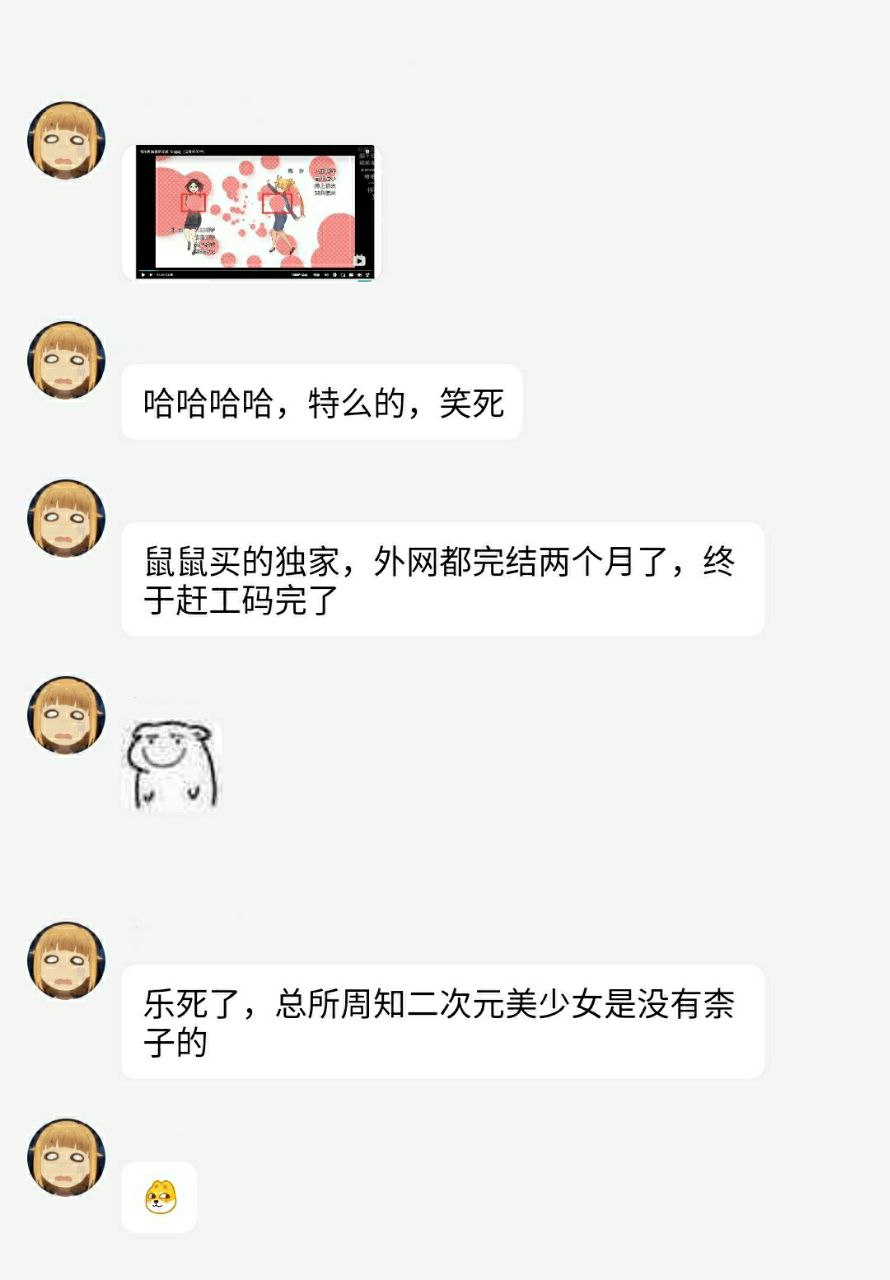 哈哈哈哈，特么的，笑死
鼠鼠买的独家，外网都完结两个月了，终
于赶工码完了
乐死了，总所周知二次元美少女是没有柰
子的